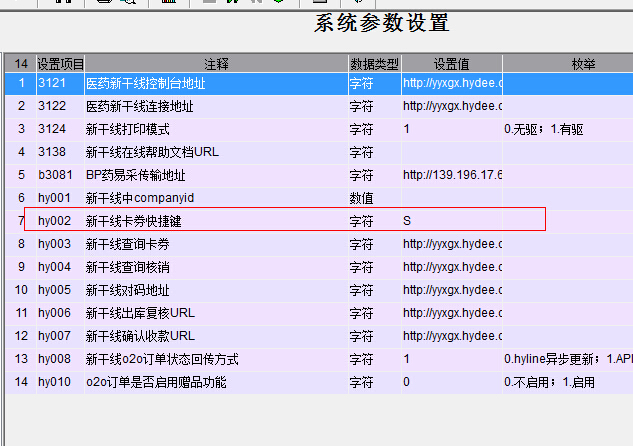 系统参数设置
14 设置项目 注释 数据类型 设置值 枚举
1 3121 医药新干线控制台地址 字符 http://yyxgx.hydee.c
2 3122 医药新干线连接地址 字符 http://yyxgx.hydee.c
3 3124 新干线打印模式 字符 1 0.无驱；1.有驱
4 3138 新干线在线帮助文档URL 字符
5 b3081 BP药易采传输地址 字符 http://139.196.17.6
6 hy001 新干线中companyid 数值
7 hy002 新干线卡券快捷键 字符 S
8 hy003 新干线查询卡券 字符 http://yyxgx.hydee.c
9 hy004 新干线查询核销 字符 http://yyxgx.hydee.c
10 hy005 新干线对码地址 字符 http://yyxgx.hydee.c
11 hy006 新干线出库复核URL 字符 http://yyxgx.hydee.c
12 hy007 新干线确认收款URL 字符 http://yyxgx.hydee.c
13 hy008 新干线o2o订单状态回传方式 字符 1 0.hyline异步更新；1.API
14 hy010 o2o订单是否启用赠品功能 字符 0 0.不启用；1.启用